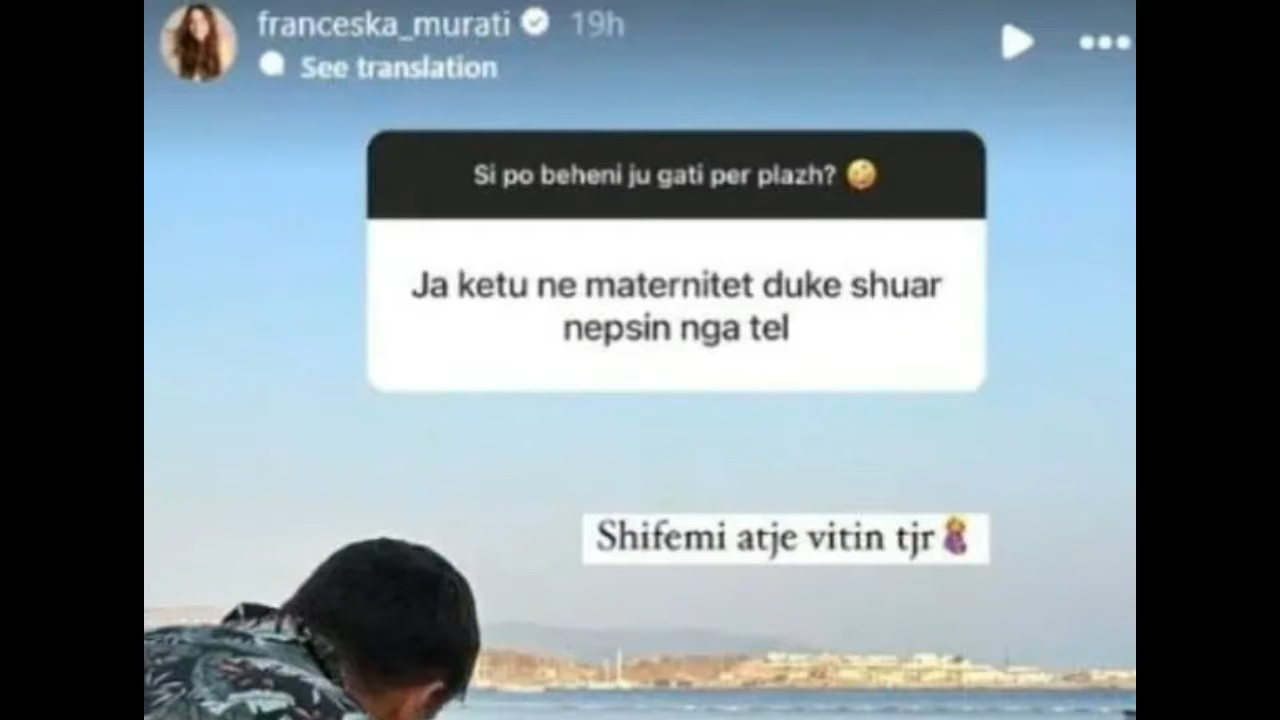 franceska_murati 19h
See translation
Si po beheni ju gati per plazh?
Ja ketu ne maternitet duke shuar
nepsin nga tel
Shifemi atje vitin tjr